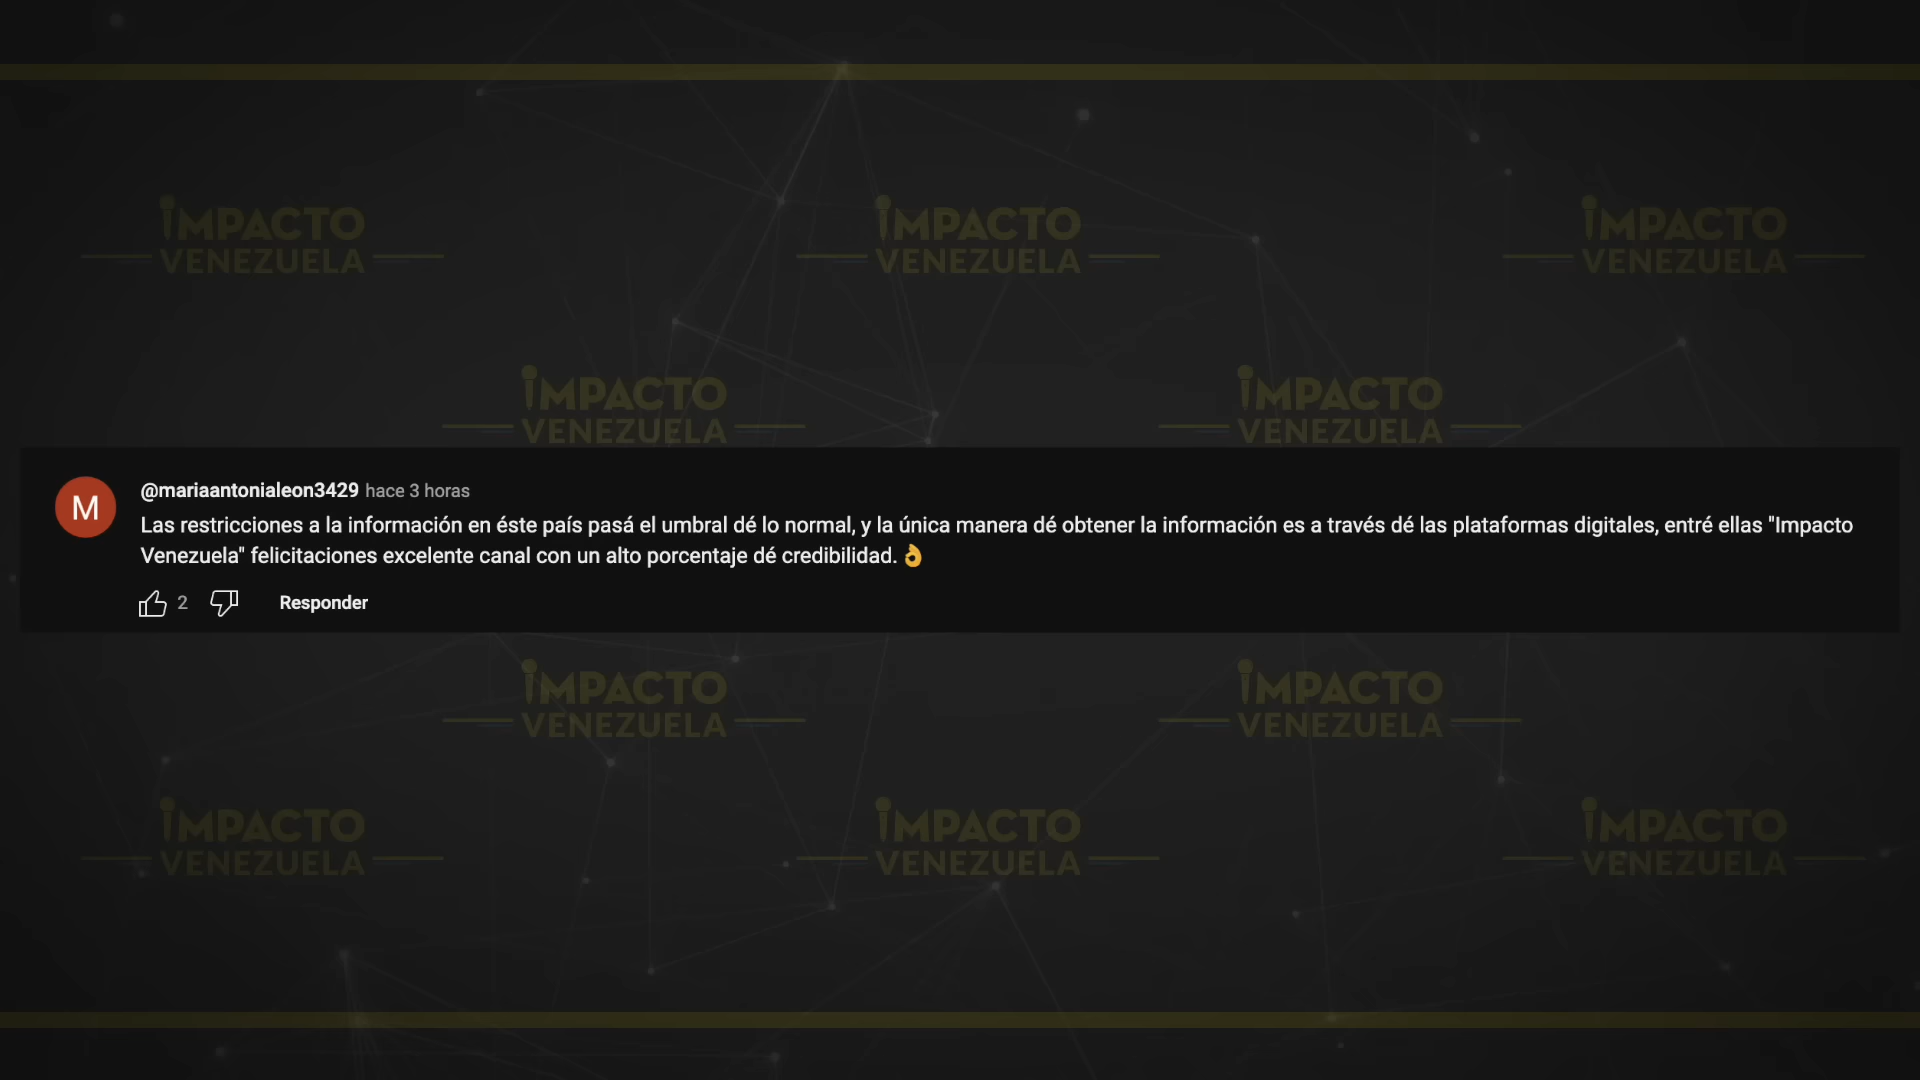 IMPACTO
VENEZUELA
IMPACTO
VENEZUELA
IMPACTO
VENEZUELA
IMPACTO
VENEZUELA
IMPACTO
VENEZUELA
M
@mariaantonialeon3429 hace 3 horas
Las restricciones a la información en éste país pasá el umbral dé lo normal, y la única manera dé obtener la información es a través dé las plataformas digitales, entré ellas "Impacto
Venezuela" felicitaciones excelente canal con un alto porcentaje dé credibilidad. 👌
2 Responder
IMPACTO
VENEZUELA
IMPACTO
VENEZUELA
IMPACTO
VENEZUELA
IMPACTO
VENEZUELA
IMPACTO
VENEZUELA